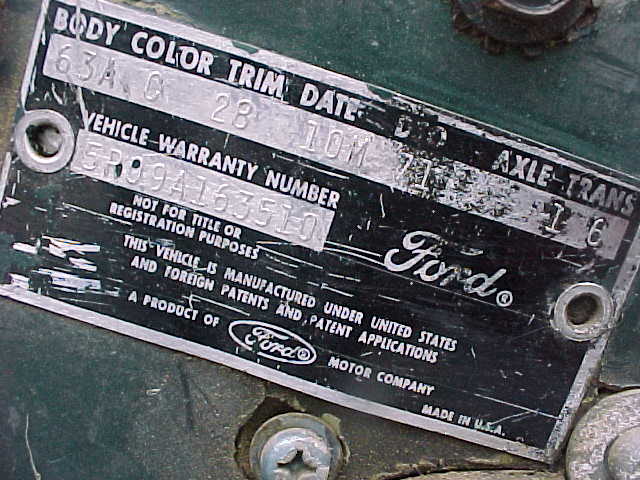 BODY COLOR TRIM DATE AXLE TRANS
63A 28 10M 71 1 6
VEHICLE WARRANTY NUMBER
5R09A163510
NOT FOR TITLE OR
REGISTRATION PURPOSES
Ford®
THIS VEHICLE IS MANUFACTURED UNDER UNITED STATES
AND FOREIGN PATENTS AND PATENT APPLICATIONS
A PRODUCT OF Ford® MOTOR COMPANY
MADE IN U.S.A.